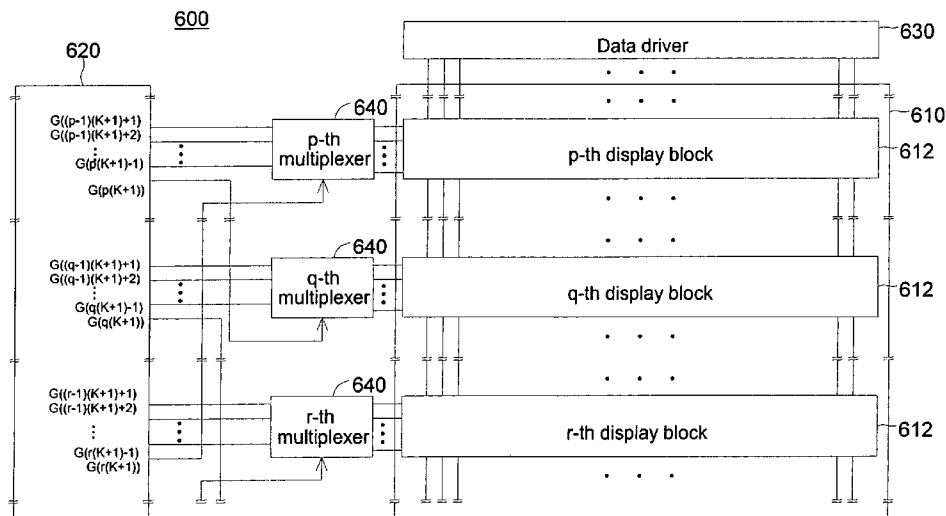 600
630
Data driver
620
640
610
G((p-1)(K+1)+1)
G((p-1)(K+1)+2)
G(p(K+1)-1)
G(p(K+1))
p-th
multiplexer
p-th display block
612
640
G((q-1)(K+1)+1)
G((q-1)(K+1)+2)
G(q(K+1)-1)
G(q(K+1))
q-th
multiplexer
q-th display block
612
640
G((r-1)(K+1)+1)
G((r-1)(K+1)+2)
G(r(K+1)-1)
G(r(K+1))
r-th
multiplexer
r-th display block
612